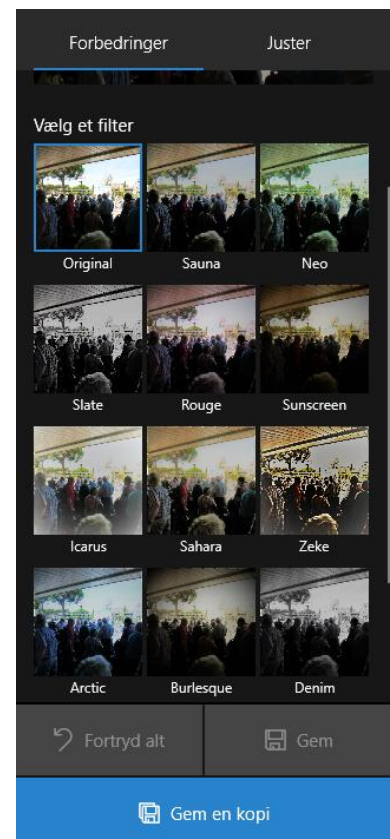 Forbedringer Juster
Vælg et filter
Original Sauna Neo
Slate Rouge Sunscreen
Icarus Sahara Zeke
Arctic Burlesque Denim
Fortryd alt Gem
Gem en kopi